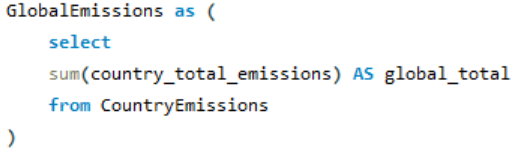 GlobalEmissions as (
select
sum(country_total_emissions) AS global_total
from CountryEmissions
)